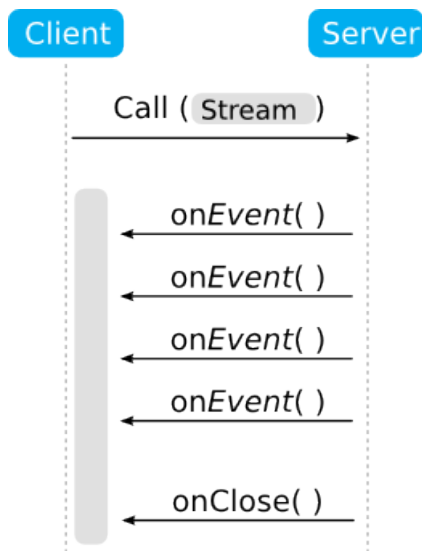 Client Server
Call ( Stream )
onEvent( )
onEvent( )
onEvent( )
onEvent( )
onClose( )